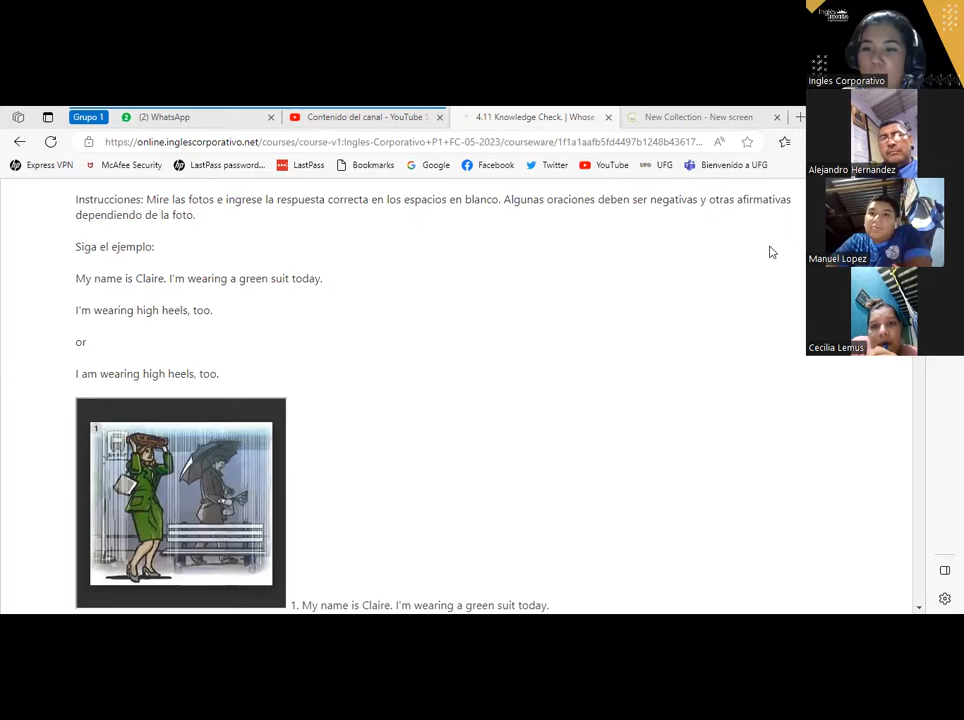 Inglés
Ingles Corporativo
Alejandro Hernandez
Manuel Lopez
Cecilia Lemus
Grupo 1
2
(2) WhatsApp
Contenido del canal - YouTube S
4.11 Knowledge Check. | Whose
New Collection - New screen
https://online.inglescorporativo.net/courses/course-v1:Ingles-Corporativo+P1+FC-05-2023/courseware/1f1a1aafb5fd4497b1248b43617...
Express VPN
McAfee Security
LastPass password...
LastPass
Bookmarks
Google
Facebook
Twitter
YouTube
UFG
Bienvenido a UFG
Instrucciones: Mire las fotos e ingrese la respuesta correcta en los espacios en blanco. Algunas oraciones deben ser negativas y otras afirmativas
dependiendo de la foto.
Siga el ejemplo:
My name is Claire. I'm wearing a green suit today.
I'm wearing high heels, too.
or
I am wearing high heels, too.
1
1. My name is Claire. I'm wearing a green suit today.